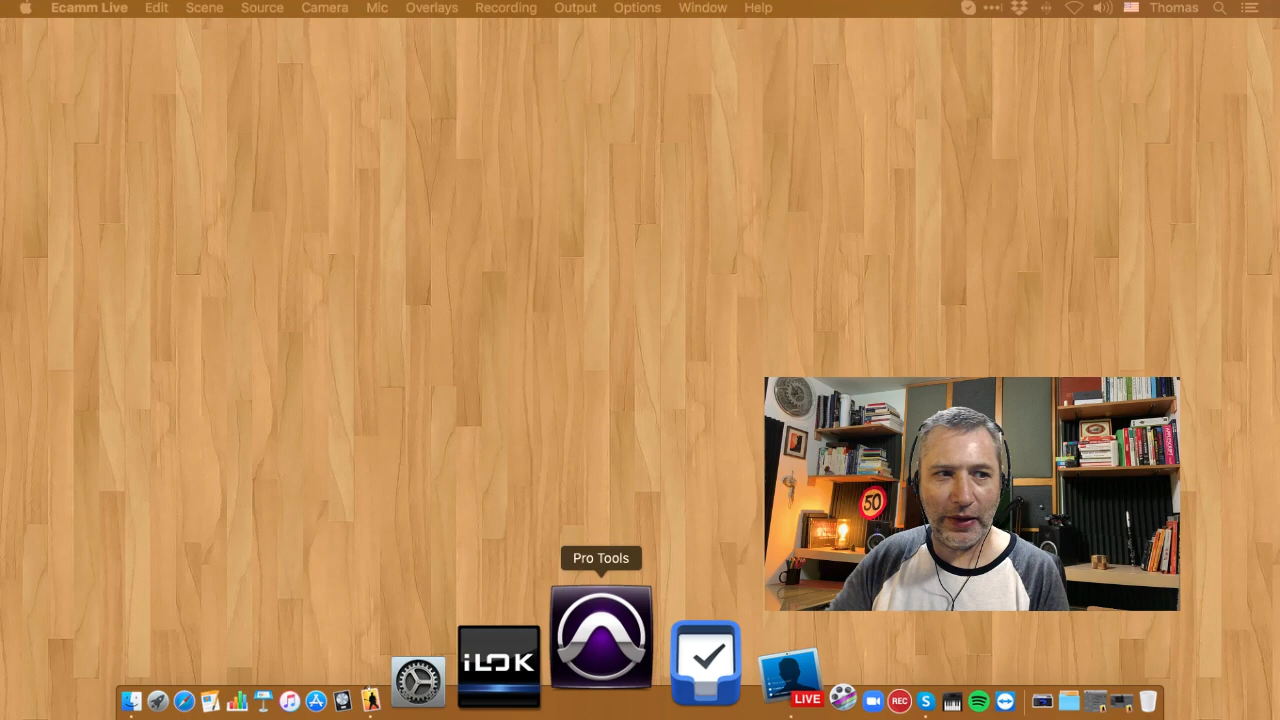 Ecamm Live Edit Scene Source Camera Mic Overlays Recording Output Options Window Help Thomas
50
Pro Tools
iLOK
LIVE
REC